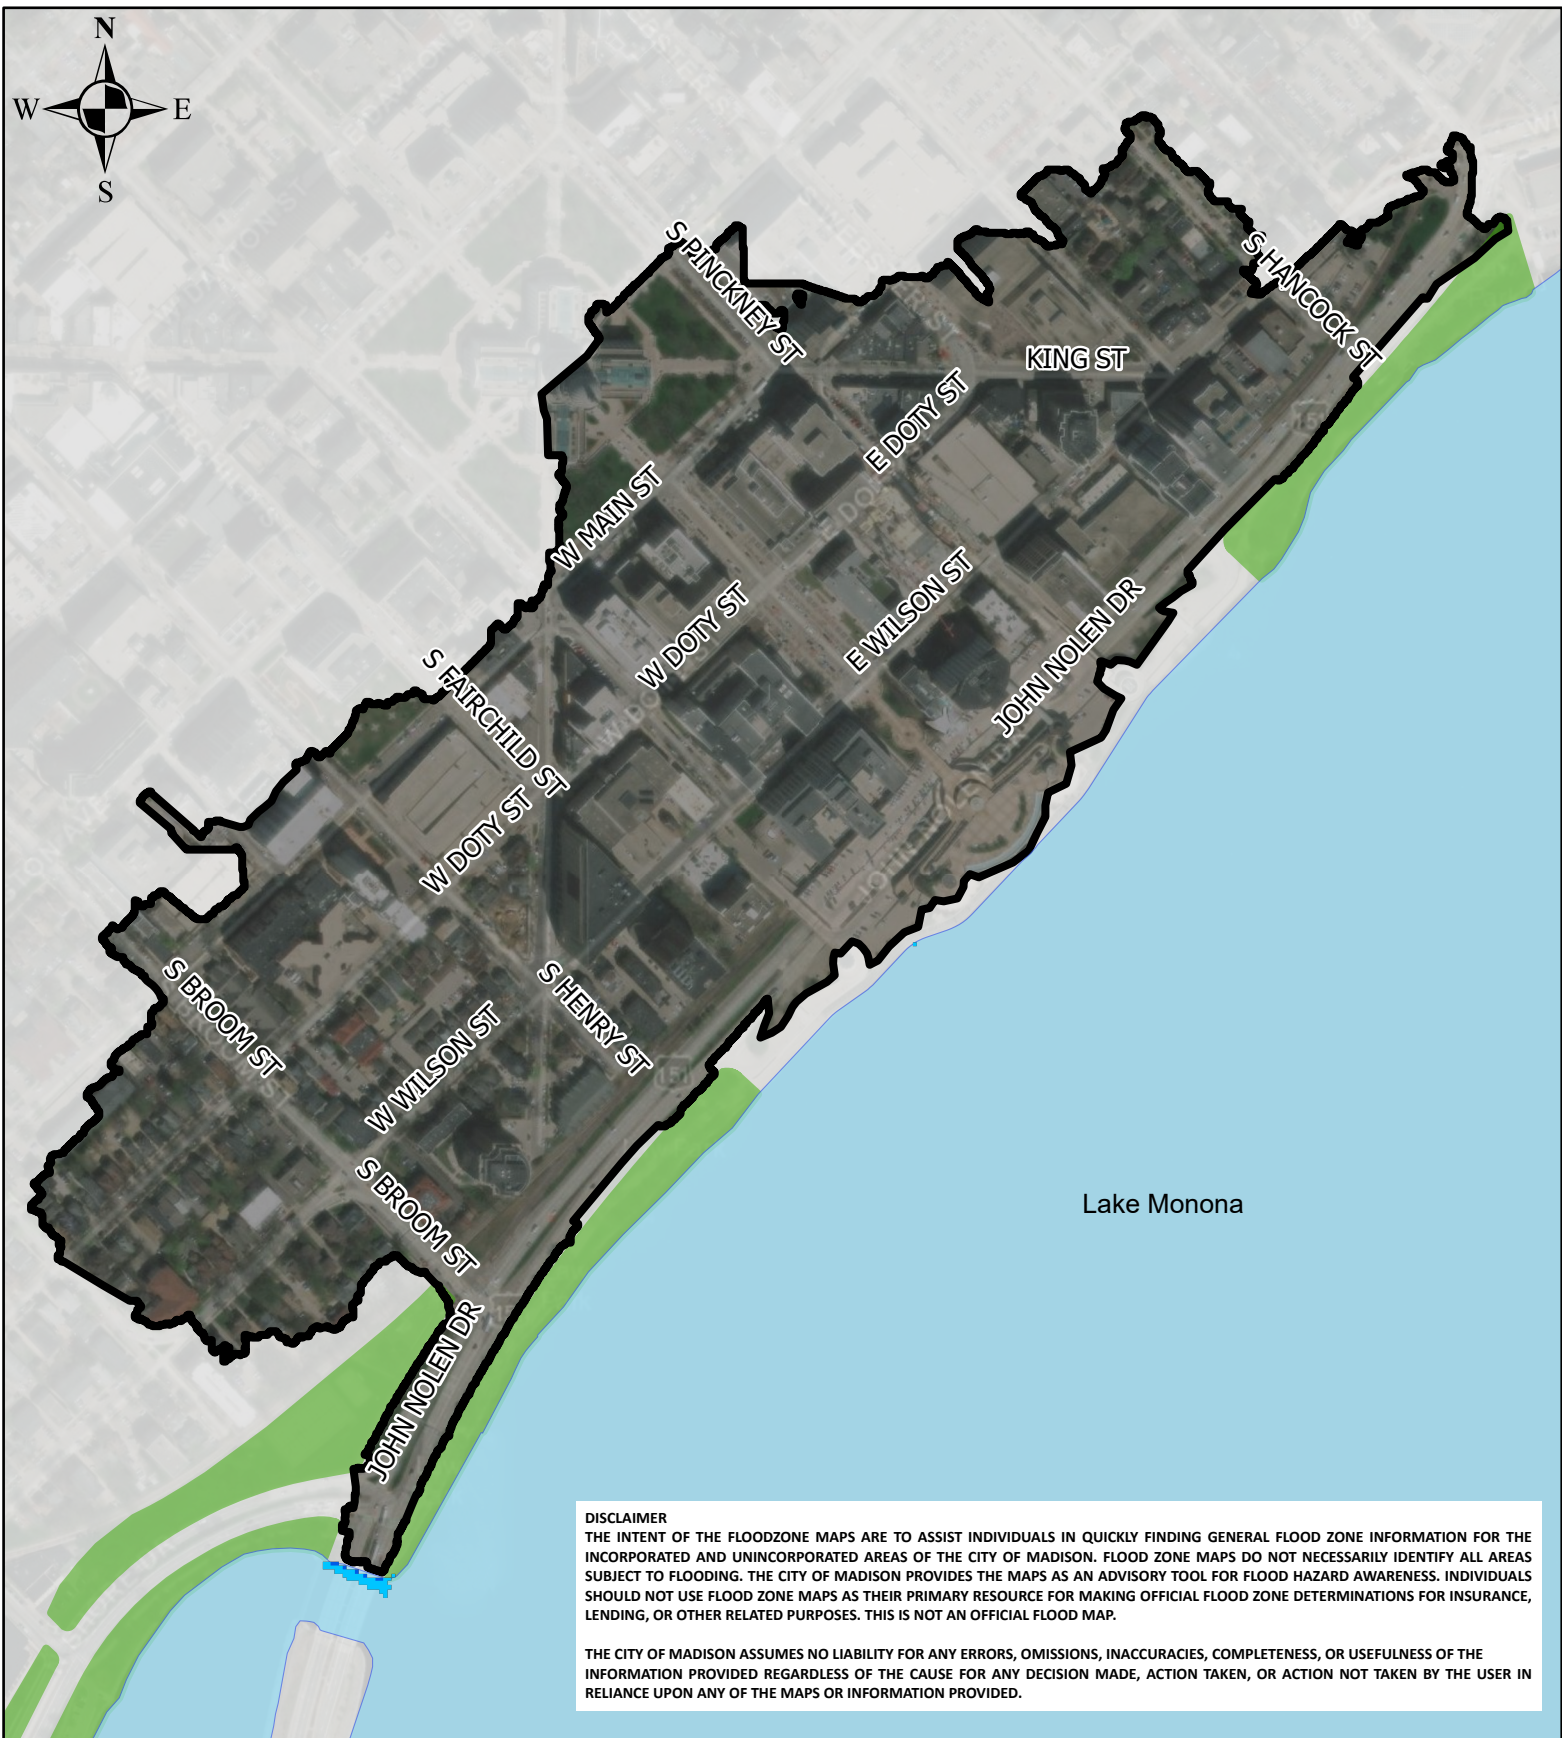 N
W E
S
S PINCKNEY ST
S HANCOCK ST
KING ST
E DOTY ST
W MAIN ST
E WILSON ST
W DOTY ST
JOHN NOLEN DR
S FAIRCHILD ST
W DOTY ST
S BROOM ST
S HENRY ST
W WILSON ST
151
S BROOM ST
Lake Monona
JOHN NOLEN DR
DISCLAIMER
THE INTENT OF THE FLOODZONE MAPS ARE TO ASSIST INDIVIDUALS IN QUICKLY FINDING GENERAL FLOOD ZONE INFORMATION FOR THE
INCORPORATED AND UNINCORPORATED AREAS OF THE CITY OF MADISON. FLOOD ZONE MAPS DO NOT NECESSARILY IDENTIFY ALL AREAS
SUBJECT TO FLOODING. THE CITY OF MADISON PROVIDES THE MAPS AS AN ADVISORY TOOL FOR FLOOD HAZARD AWARENESS. INDIVIDUALS
SHOULD NOT USE FLOOD ZONE MAPS AS THEIR PRIMARY RESOURCE FOR MAKING OFFICIAL FLOOD ZONE DETERMINATIONS FOR INSURANCE,
LENDING, OR OTHER RELATED PURPOSES. THIS IS NOT AN OFFICIAL FLOOD MAP.
THE CITY OF MADISON ASSUMES NO LIABILITY FOR ANY ERRORS, OMISSIONS, INACCURACIES, COMPLETENESS, OR USEFULNESS OF THE
INFORMATION PROVIDED REGARDLESS OF THE CAUSE FOR ANY DECISION MADE, ACTION TAKEN, OR ACTION NOT TAKEN BY THE USER IN
RELIANCE UPON ANY OF THE MAPS OR INFORMATION PROVIDED.